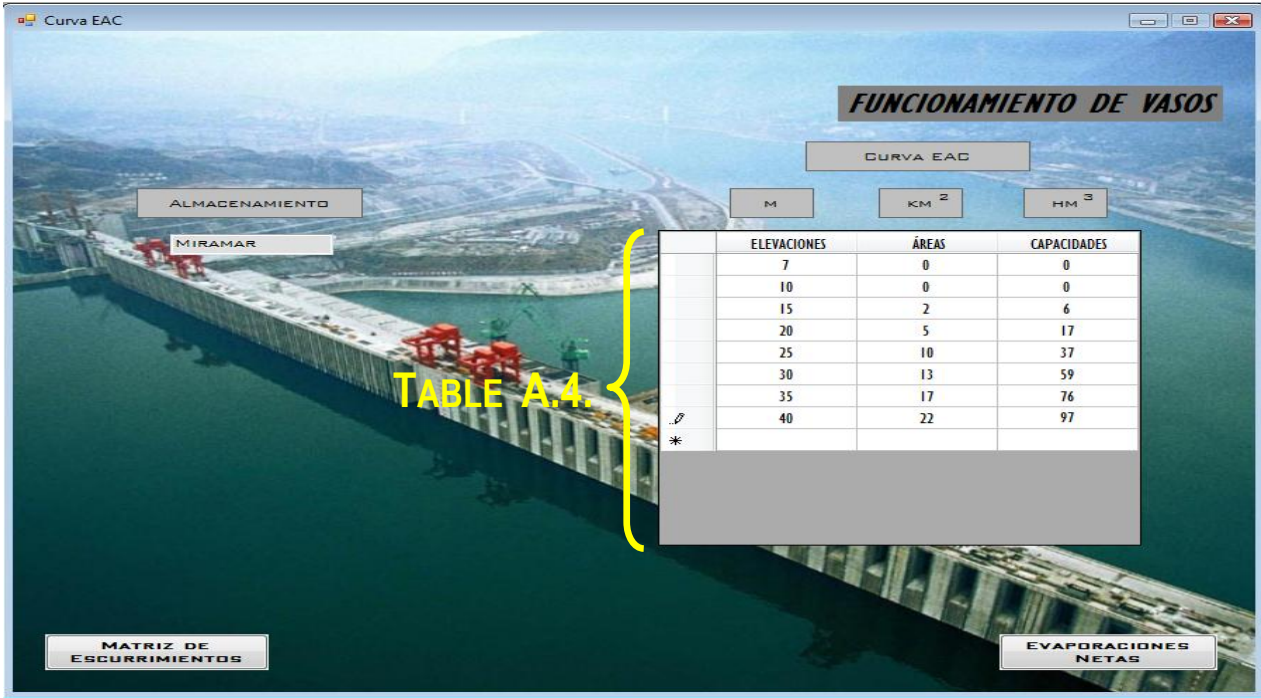 Curva EAC
FUNCIONAMIENTO DE VASOS
CURVA EAC
ALMACENAMIENTO
M
KM 2
HM 3
MIRAMAR
ELEVACIONES ÁREAS CAPACIDADES
7 0 0
10 0 0
15 2 6
20 5 17
25 10 37
30 13 59
35 17 76
40 22 97
TABLE A.4.
MATRIZ DE
ESCURRIMIENTOS
EVAPORACIONES
NETAS